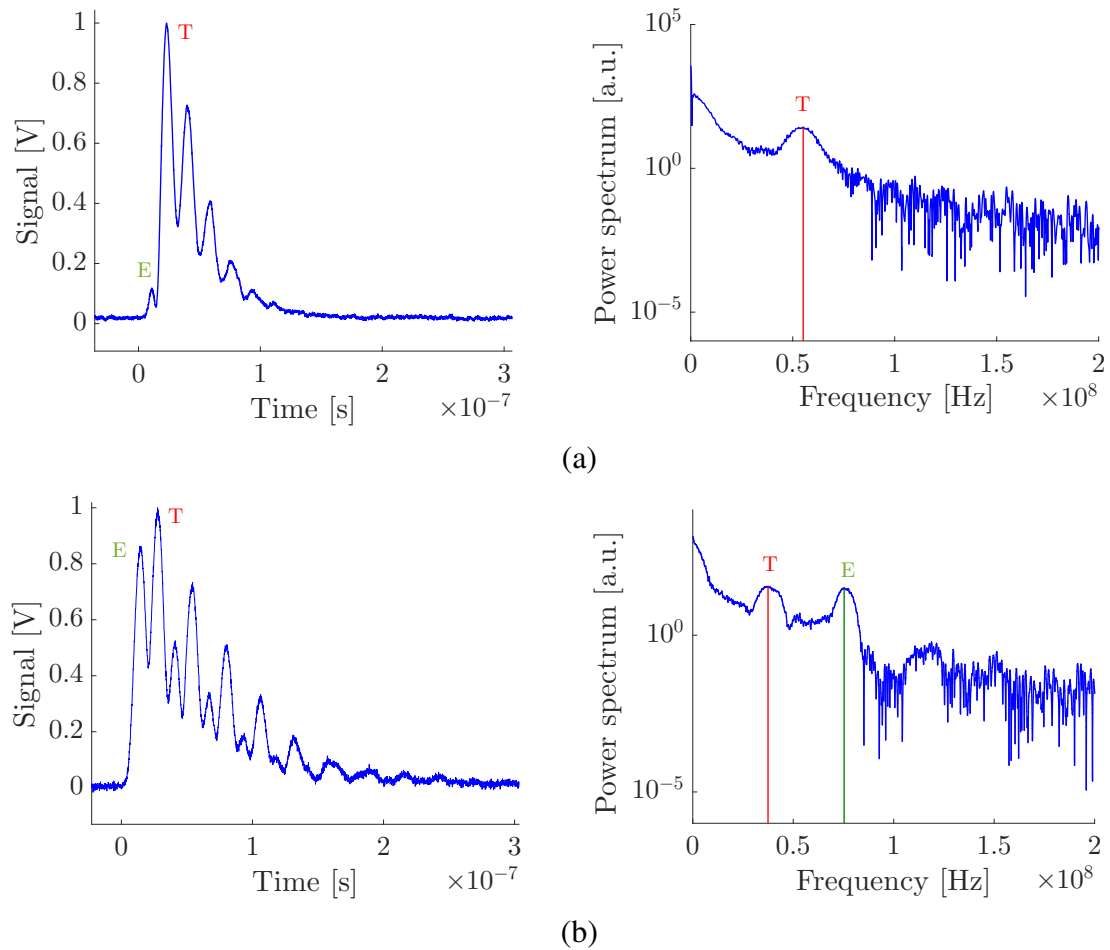 1
0.8
0.6
0.4
0.2
0
Signal [V]
T
E
0 1 2 3
Time [s] ×10⁻⁷
10⁵
10⁰
10⁻⁵
Power spectrum [a.u.]
T
0 0.5 1 1.5 2
Frequency [Hz] ×10⁸
(a)
1
0.8
0.6
0.4
0.2
0
Signal [V]
E
T
0 1 2 3
Time [s] ×10⁻⁷
10⁰
10⁻⁵
Power spectrum [a.u.]
T E
0 0.5 1 1.5 2
Frequency [Hz] ×10⁸
(b)